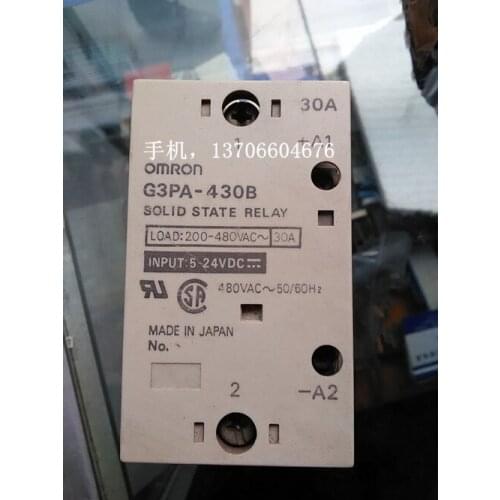 30A
1
+A1
手机，13706604676
OMRON
G3PA-430B
SOLID STATE RELAY
LOAD:200-480VAC～ 30A
INPUT:5-24VDC⎓
480VAC～50/60Hz
MADE IN JAPAN
No.
2
-A2